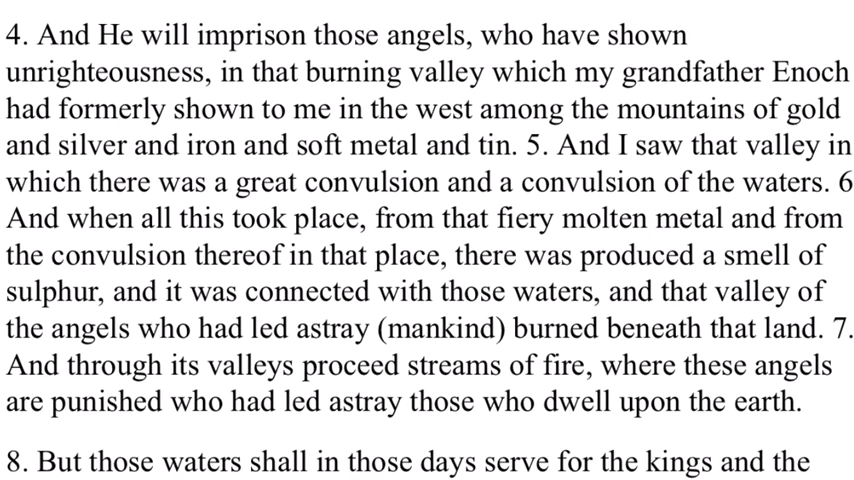 4. And He will imprison those angels, who have shown
unrighteousness, in that burning valley which my grandfather Enoch
had formerly shown to me in the west among the mountains of gold
and silver and iron and soft metal and tin. 5. And I saw that valley in
which there was a great convulsion and a convulsion of the waters. 6
And when all this took place, from that fiery molten metal and from
the convulsion thereof in that place, there was produced a smell of
sulphur, and it was connected with those waters, and that valley of
the angels who had led astray (mankind) burned beneath that land. 7.
And through its valleys proceed streams of fire, where these angels
are punished who had led astray those who dwell upon the earth.
8. But those waters shall in those days serve for the kings and the